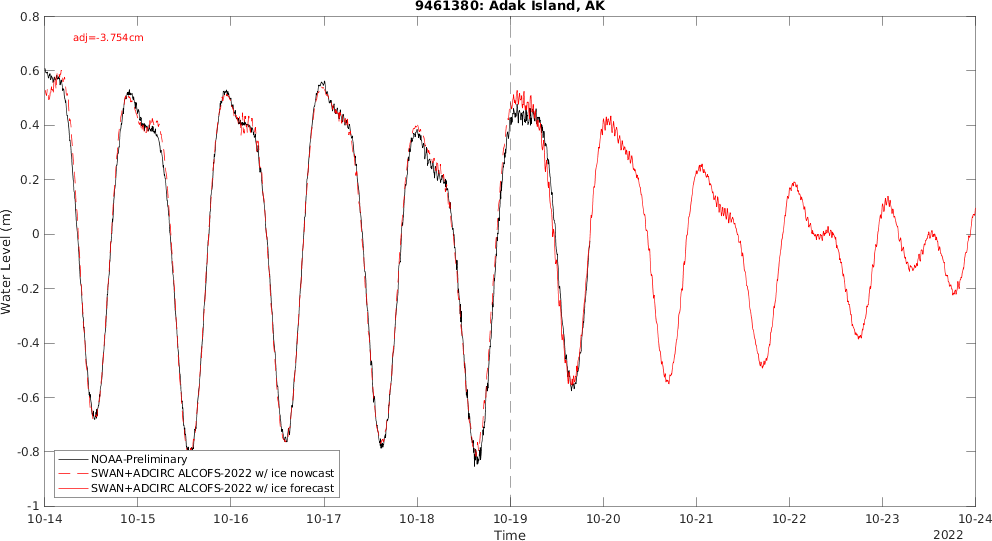 9461380: Adak Island, AK
adj=-3.754cm
0.8
0.6
0.4
0.2
0
-0.2
-0.4
-0.6
-0.8
-1
Water Level (m)
NOAA-Preliminary
SWAN+ADCIRC ALCOFS-2022 w/ ice nowcast
SWAN+ADCIRC ALCOFS-2022 w/ ice forecast
10-14 10-15 10-16 10-17 10-18 10-19 10-20 10-21 10-22 10-23 10-24
Time
2022